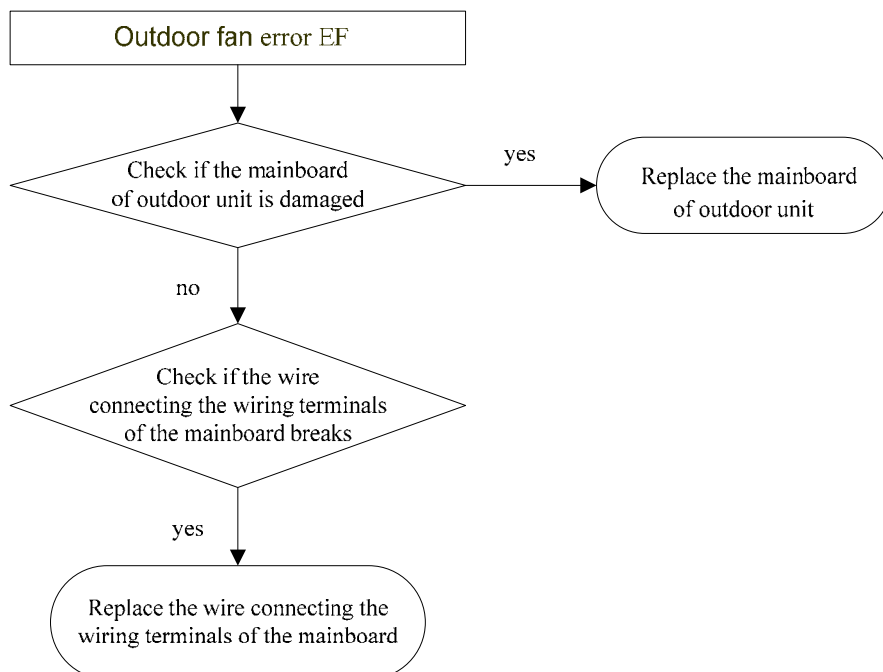 Outdoor fan error EF
Check if the mainboard
of outdoor unit is damaged
yes
Replace the mainboard
of outdoor unit
no
Check if the wire
connecting the wiring terminals
of the mainboard breaks
yes
Replace the wire connecting the
wiring terminals of the mainboard